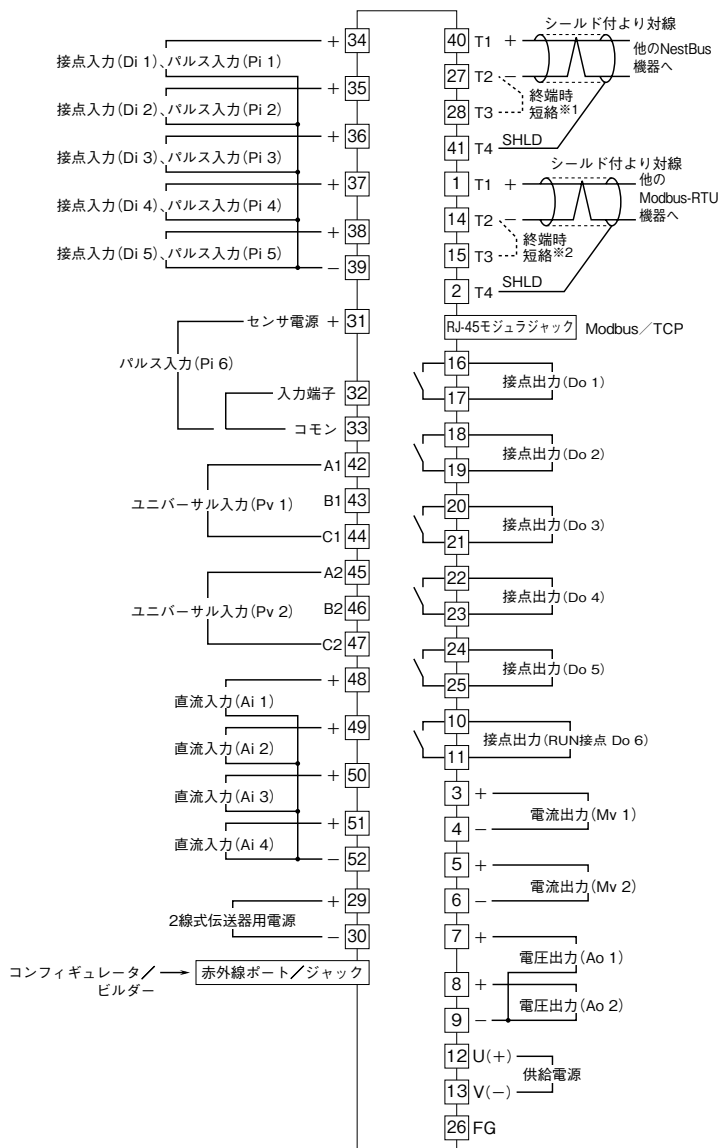 + 34
接点入力(Di 1)、パルス入力(Pi 1)
+ 35
接点入力(Di 2)、パルス入力(Pi 2)
+ 36
接点入力(Di 3)、パルス入力(Pi 3)
+ 37
接点入力(Di 4)、パルス入力(Pi 4)
+ 38
接点入力(Di 5)、パルス入力(Pi 5)
− 39
センサ電源 + 31
パルス入力(Pi 6)
入力端子 32
コモン 33
A1 42
ユニバーサル入力(Pv 1)
B1 43
C1 44
A2 45
ユニバーサル入力(Pv 2)
B2 46
C2 47
+ 48
直流入力(Ai 1)
+ 49
直流入力(Ai 2)
+ 50
直流入力(Ai 3)
+ 51
直流入力(Ai 4)
− 52
+ 29
2線式伝送器用電源
− 30
コンフィギュレータ/
ビルダー
赤外線ポート/ジャック
シールド付より対線
40 T1 +
他のNestBus
機器へ
27 T2 −
終端時
短絡※1
28 T3
41 T4 SHLD
シールド付より対線
1 T1 +
他の
Modbus-RTU
機器へ
14 T2 −
終端時
短絡※2
15 T3
2 T4 SHLD
RJ-45モジュラジャック Modbus/TCP
16
接点出力(Do 1)
17
18
接点出力(Do 2)
19
20
接点出力(Do 3)
21
22
接点出力(Do 4)
23
24
接点出力(Do 5)
25
10
接点出力(RUN接点 Do 6)
11
3 +
電流出力(Mv 1)
4 −
5 +
電流出力(Mv 2)
6 −
7 +
電圧出力(Ao 1)
8 +
電圧出力(Ao 2)
9 −
12 U(+)
供給電源
13 V(−)
26 FG